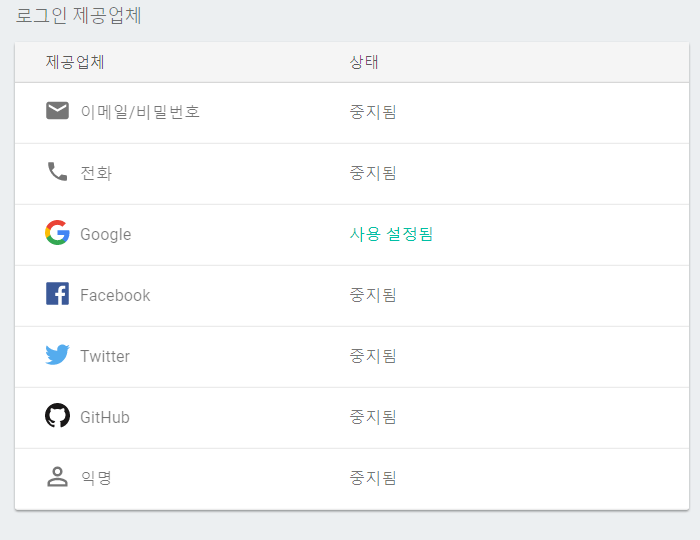 로그인 제공업체
제공업체 상태
이메일/비밀번호 중지됨
전화 중지됨
Google 사용 설정됨
Facebook 중지됨
Twitter 중지됨
GitHub 중지됨
익명 중지됨